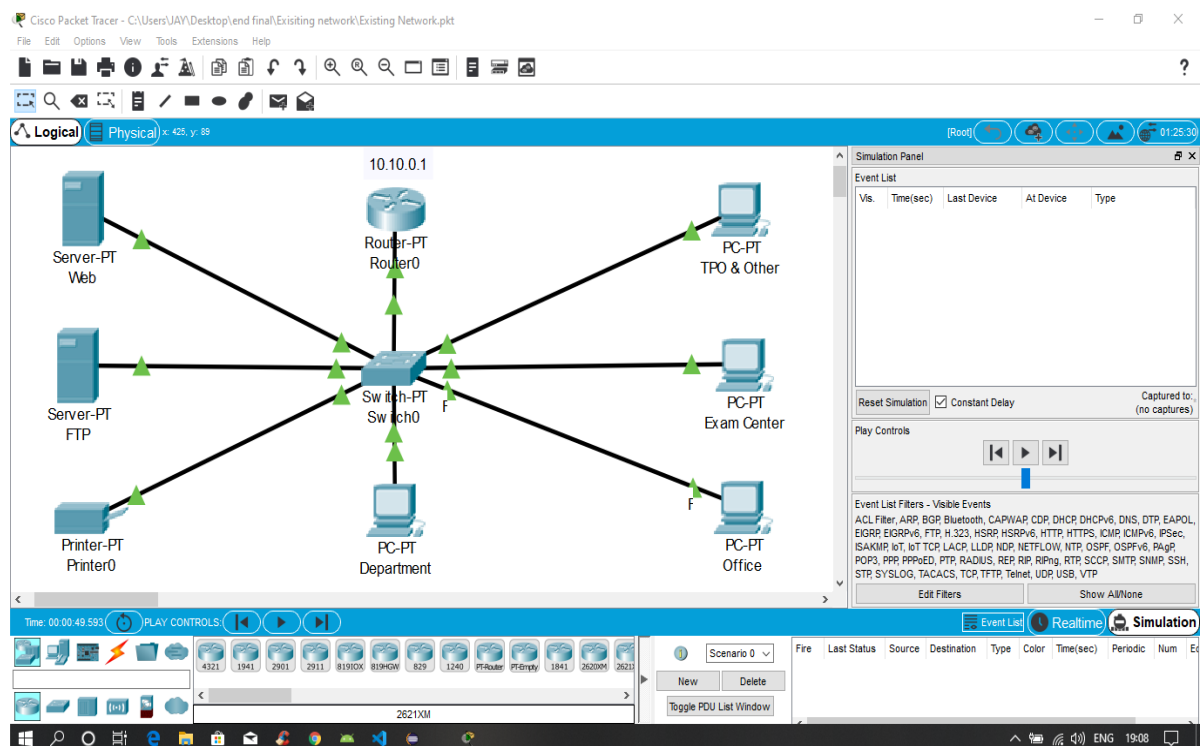 Cisco Packet Tracer - C:\Users\JAY\Desktop\end final\Exisiting network\Existing Network.pkt
File Edit Options View Tools Extensions Help
?
Logical Physical x: 425, y: 89 [Root] 01:25:30
10.10.0.1
Router-PT
Router0
Server-PT
Web
PC-PT
TPO & Other
Server-PT
FTP
Switch-PT
Switch0
F
PC-PT
Exam Center
Printer-PT
Printer0
PC-PT
Department
F
PC-PT
Office
Simulation Panel
Event List
Vis. Time(sec) Last Device At Device Type
Reset Simulation Constant Delay Captured to:
(no captures)
Play Controls
Event List Filters - Visible Events
ACL Filter, ARP, BGP, Bluetooth, CAPWAP, CDP, DHCP, DHCPv6, DNS, DTP, EAPOL,
EIGRP, EIGRPv6, FTP, H.323, HSRP, HSRPv6, HTTP, HTTPS, ICMP, ICMPv6, IPSec,
ISAKMP, IoT, IoT TCP, LACP, LLDP, NDP, NETFLOW, NTP, OSPF, OSPFv6, PAgP,
POP3, PPP, PPPoED, PTP, RADIUS, REP, RIP, RIPng, RTP, SCCP, SMTP, SNMP, SSH,
STP, SYSLOG, TACACS, TCP, TFTP, Telnet, UDP, USB, VTP
Edit Filters Show All/None
Time: 00:00:49.593 PLAY CONTROLS: Event List Realtime Simulation
4321 1941 2901 2911 819IOX 819HGW 829 1240 PT-Router PT-Empty 1841 2620XM 2621
2621XM
Scenario 0
New Delete
Toggle PDU List Window
Fire Last Status Source Destination Type Color Time(sec) Periodic Num
ENG 19:08